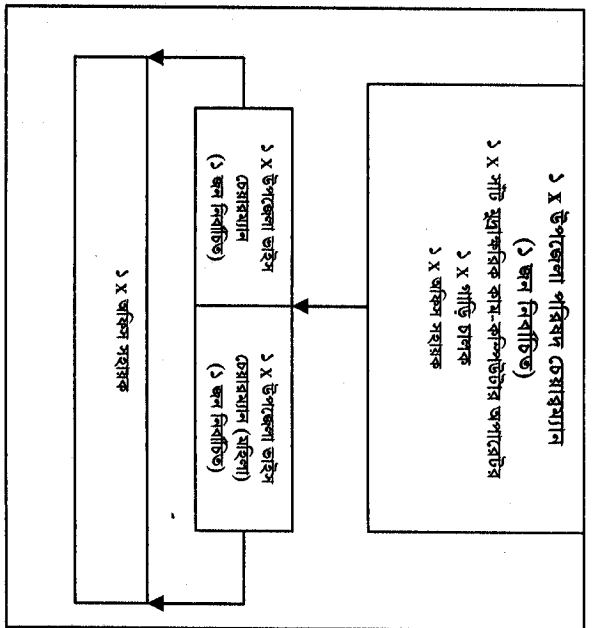 ১ X উপজেলা পরিষদ চেয়ারম্যান
(১ জন নির্বাচিত)
১ X সাঁট মুদ্রাক্ষরিক কাম-কম্পিউটার অপারেটর
১ X গাড়ি চালক
১ X অফিস সহায়ক
১ X উপজেলা ভাইস
চেয়ারম্যান
(১ জন নির্বাচিত)
১ X উপজেলা ভাইস
চেয়ারম্যান (মহিলা)
(১ জন নির্বাচিত)
১ X অফিস সহায়ক